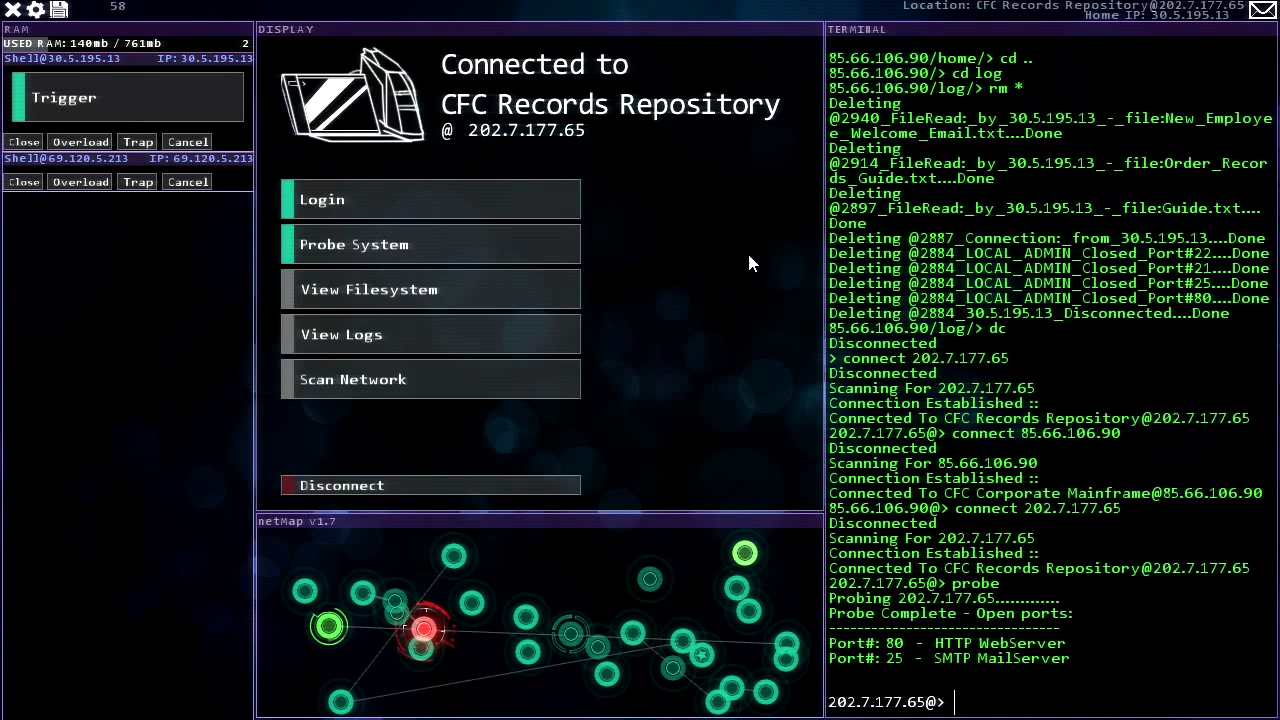 58
Location: CFC Records Repository@202.7.177.65
Home IP: 30.5.195.13
RAM
USED RAM: 140mb / 761mb 2
Shell@30.5.195.13 IP: 30.5.195.13
Trigger
Close Overload Trap Cancel
Shell@69.120.5.213 IP: 69.120.5.213
Close Overload Trap Cancel
DISPLAY
Connected to
CFC Records Repository
@ 202.7.177.65
Login
Probe System
View Filesystem
View Logs
Scan Network
Disconnect
netMap v1.7
TERMINAL
85.66.106.90/home/> cd ..
85.66.106.90/> cd log
85.66.106.90/log/> rm *
Deleting
@2940_FileRead:_by_30.5.195.13_-_file:New_Employe
e_Welcome_Email.txt....Done
Deleting
@2914_FileRead:_by_30.5.195.13_-_file:Order_Recor
ds_Guide.txt....Done
Deleting
@2897_FileRead:_by_30.5.195.13_-_file:Guide.txt....
Done
Deleting @2887_Connection:_from_30.5.195.13....Done
Deleting @2884_LOCAL_ADMIN_Closed_Port#22....Done
Deleting @2884_LOCAL_ADMIN_Closed_Port#21....Done
Deleting @2884_LOCAL_ADMIN_Closed_Port#25....Done
Deleting @2884_LOCAL_ADMIN_Closed_Port#80....Done
Deleting @2884_30.5.195.13_Disconnected....Done
85.66.106.90/log/> dc
Disconnected
> connect 202.7.177.65
Disconnected
Scanning For 202.7.177.65
Connection Established ::
Connected To CFC Records Repository@202.7.177.65
202.7.177.65@> connect 85.66.106.90
Disconnected
Scanning For 85.66.106.90
Connection Established ::
Connected To CFC Corporate Mainframe@85.66.106.90
85.66.106.90@> connect 202.7.177.65
Disconnected
Scanning For 202.7.177.65
Connection Established ::
Connected To CFC Records Repository@202.7.177.65
202.7.177.65@> probe
Probing 202.7.177.65.............
Probe Complete - Open ports:
---------------------------------
Port#: 80 - HTTP WebServer
Port#: 25 - SMTP MailServer
202.7.177.65@>